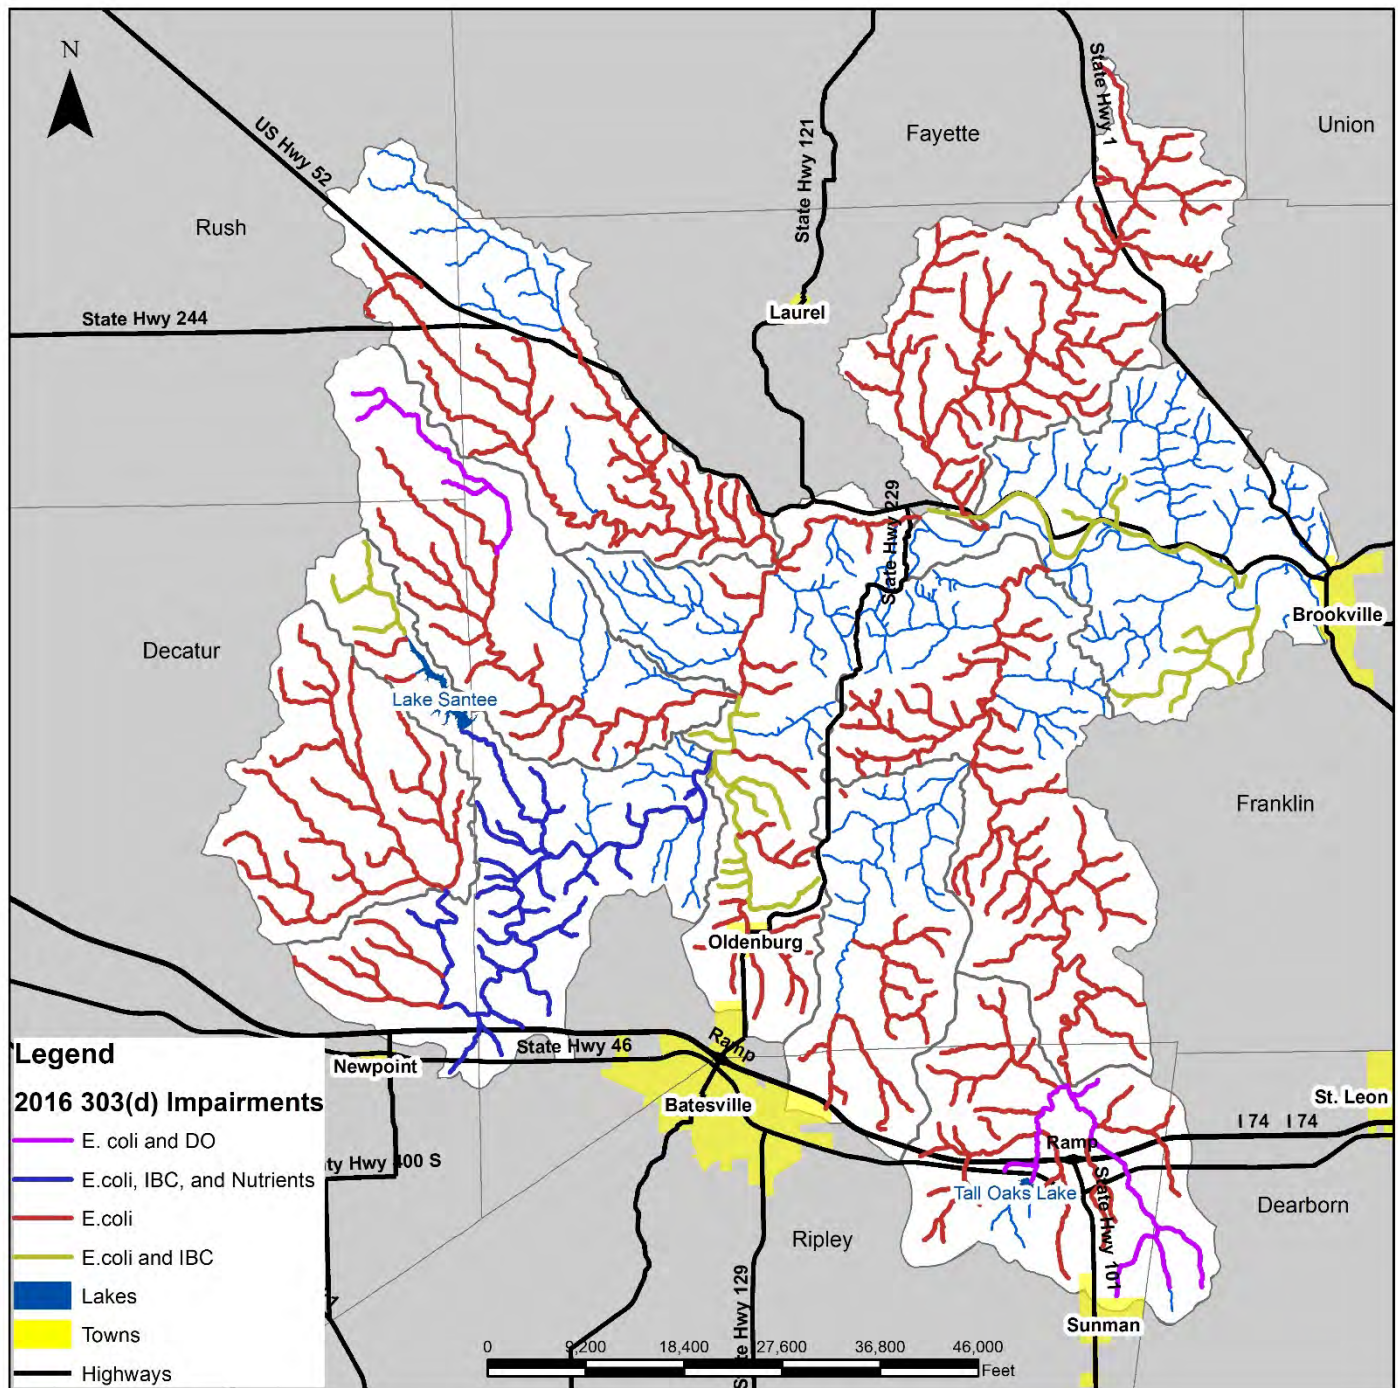 N
State Hwy 1
Union
Fayette
US Hwy 52
State Hwy 121
Rush
State Hwy 244
Laurel
State Hwy 229
Brookville
Decatur
Lake Santee
Franklin
Oldenburg
Ramp
State Hwy 46
Newpoint
Batesville
St. Leon
I 74 I 74
Ramp
ty Hwy 400 S
Tall Oaks Lake
State Hwy 101
Dearborn
Ripley
State Hwy 129
Sunman
Legend
2016 303(d) Impairments
E. coli and DO
E.coli, IBC, and Nutrients
E.coli
E.coli and IBC
Lakes
Towns
Highways
0 9,200 18,400 27,600 36,800 46,000
Feet